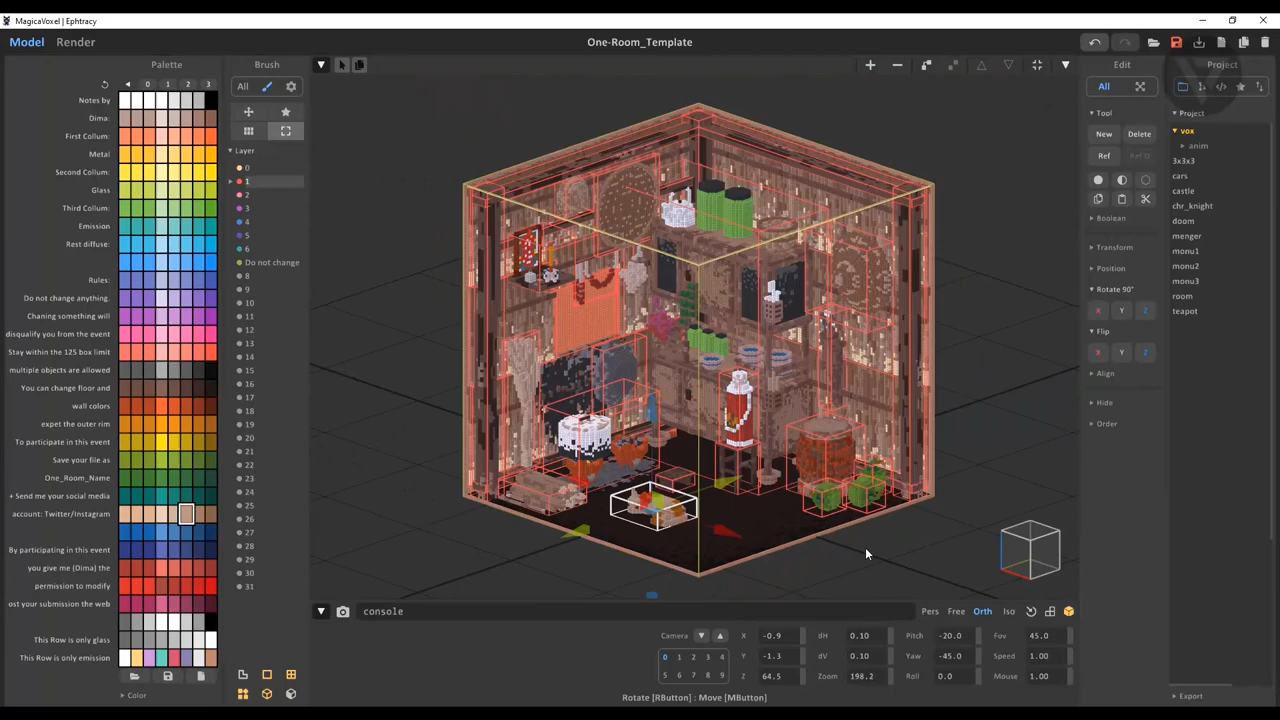 MagicaVoxel | Ephtracy
Model Render
One-Room_Template
Palette
0 1 2 3
Notes by
Dima:
First Collum:
Metal
Second Collum:
Glass
Third Collum:
Emission
Rest diffuse:
Rules:
Do not change anything.
Chaning something will
disqualify you from the event
Stay within the 125 box limit
multiple objects are allowed
You can change floor and
wall colors
expet the outer rim
To participate in this event
Save your file as
One_Room_Name
+ Send me your social media
account: Twitter/Instagram
By participating in this event
you give me (Dima) the
permission to modify
ost your submission the web
This Row is only glass
This Row is only emission
Color
Brush
All
Layer
0
1
2
3
4
5
6
Do not change
8
9
10
11
12
13
14
15
16
17
18
19
20
21
22
23
24
25
26
27
28
29
30
31
console
Pers Free Orth Iso
Camera X -0.9 dH 0.10 Pitch -20.0 Fov 45.0
0 1 2 3 4 Y -1.3 dV 0.10 Yaw -45.0 Speed 1.00
5 6 7 8 9 Z 64.5 Zoom 198.2 Roll 0.0 Mouse 1.00
Rotate [RButton] : Move [MButton]
Edit
All
Tool
New Delete
Ref Ref D
Boolean
Transform
Position
Rotate 90°
X Y Z
Flip
X Y Z
Align
Hide
Order
Project
Project
vox
anim
3x3x3
cars
castle
chr_knight
doom
menger
monu1
monu2
monu3
room
teapot
Export